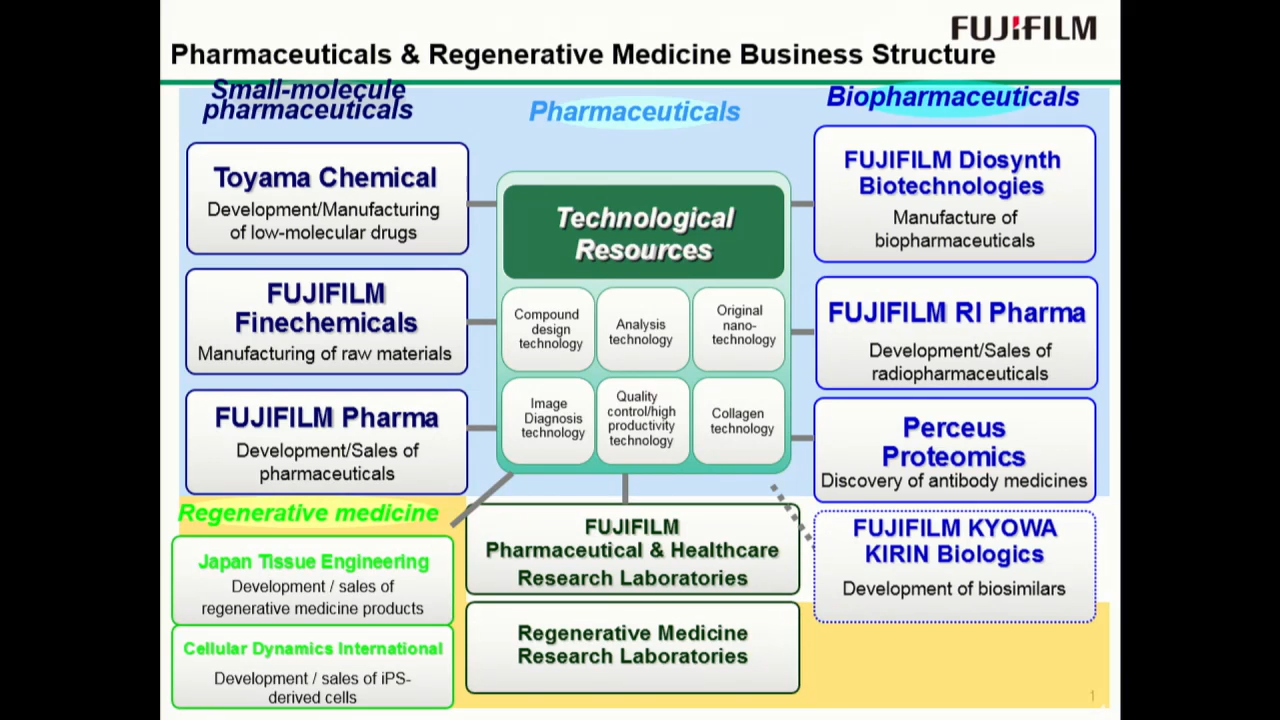 FUJIFILM
Pharmaceuticals & Regenerative Medicine Business Structure
Small-molecule
pharmaceuticals
Pharmaceuticals
Biopharmaceuticals
Toyama Chemical
Development/Manufacturing
of low-molecular drugs
FUJIFILM
Finechemicals
Manufacturing of raw materials
FUJIFILM Pharma
Development/Sales of
pharmaceuticals
Technological
Resources
Compound
design
technology
Analysis
technology
Original
nano-
technology
Image
Diagnosis
technology
Quality
control/high
productivity
technology
Collagen
technology
FUJIFILM Diosynth
Biotechnologies
Manufacture of
biopharmaceuticals
FUJIFILM RI Pharma
Development/Sales of
radiopharmaceuticals
Perceus
Proteomics
Discovery of antibody medicines
FUJIFILM KYOWA
KIRIN Biologics
Development of biosimilars
Regenerative medicine
Japan Tissue Engineering
Development / sales of
regenerative medicine products
Cellular Dynamics International
Development / sales of iPS-
derived cells
FUJIFILM
Pharmaceutical & Healthcare
Research Laboratories
Regenerative Medicine
Research Laboratories
1